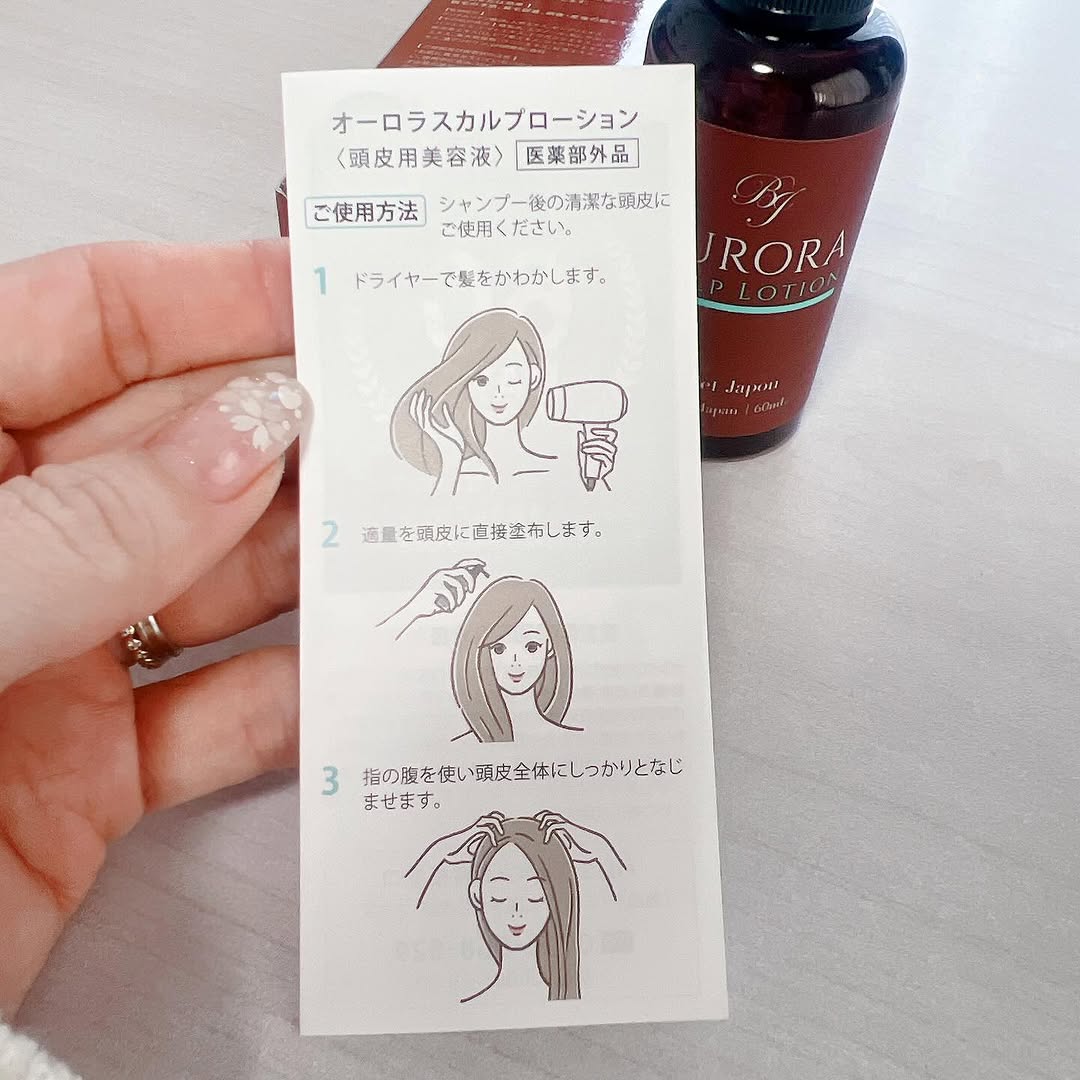 オーロラスカルプローション
〈頭皮用美容液〉 医薬部外品
ご使用方法 シャンプー後の清潔な頭皮に
ご使用ください。
1 ドライヤーで髪をかわかします。
2 適量を頭皮に直接塗布します。
3 指の腹を使い頭皮全体にしっかりとなじ
ませます。
BJ
URORA
LP LOTION
et Japon
Japan | 60mL